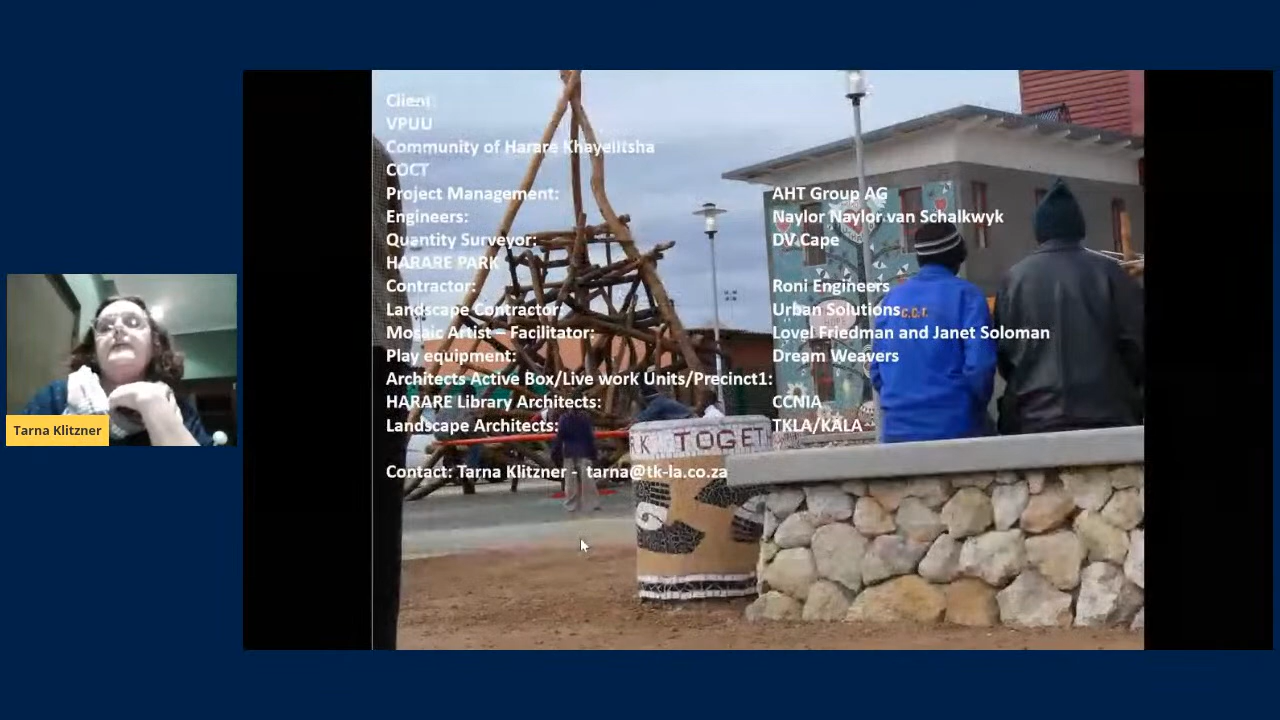 Client
VPUU
Community of Harare Khayelitsha
COCT
Project Management: AHT Group AG
Engineers: Naylor Naylor van Schalkwyk
Quantity Surveyor: DV Cape
HARARE PARK
Contractor: Roni Engineers
Landscape Contractor: Urban Solutions
C.C.T.
Mosaic Artist – Facilitator: Lovel Friedman and Janet Soloman
Play equipment: Dream Weavers
Architects Active Box/Live work Units/Precinct1:
HARARE Library Architects: CCNIA
Landscape Architects: TKLA/KALA
RK TOGET
Contact: Tarna Klitzner - tarna@tk-la.co.za
Tarna Klitzner